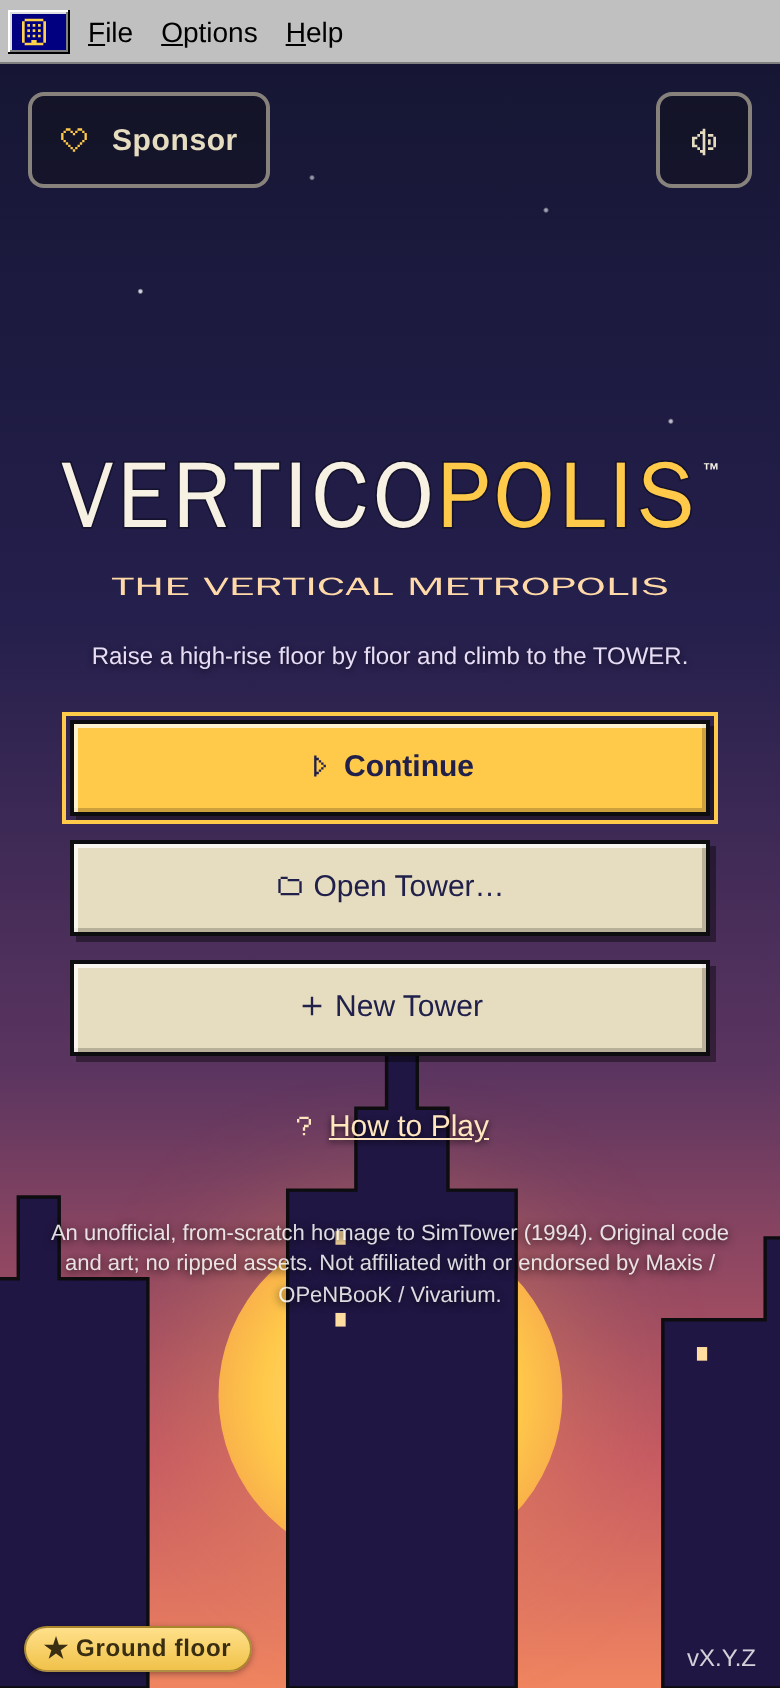 File Options Help
Sponsor
VERTICOPOLIS™
THE VERTICAL METROPOLIS
Raise a high-rise floor by floor and climb to the TOWER.
Continue
Open Tower…
+ New Tower
? How to Play
An unofficial, from-scratch homage to SimTower (1994). Original code
and art; no ripped assets. Not affiliated with or endorsed by Maxis /
OPeNBooK / Vivarium.
★ Ground floor
vX.Y.Z